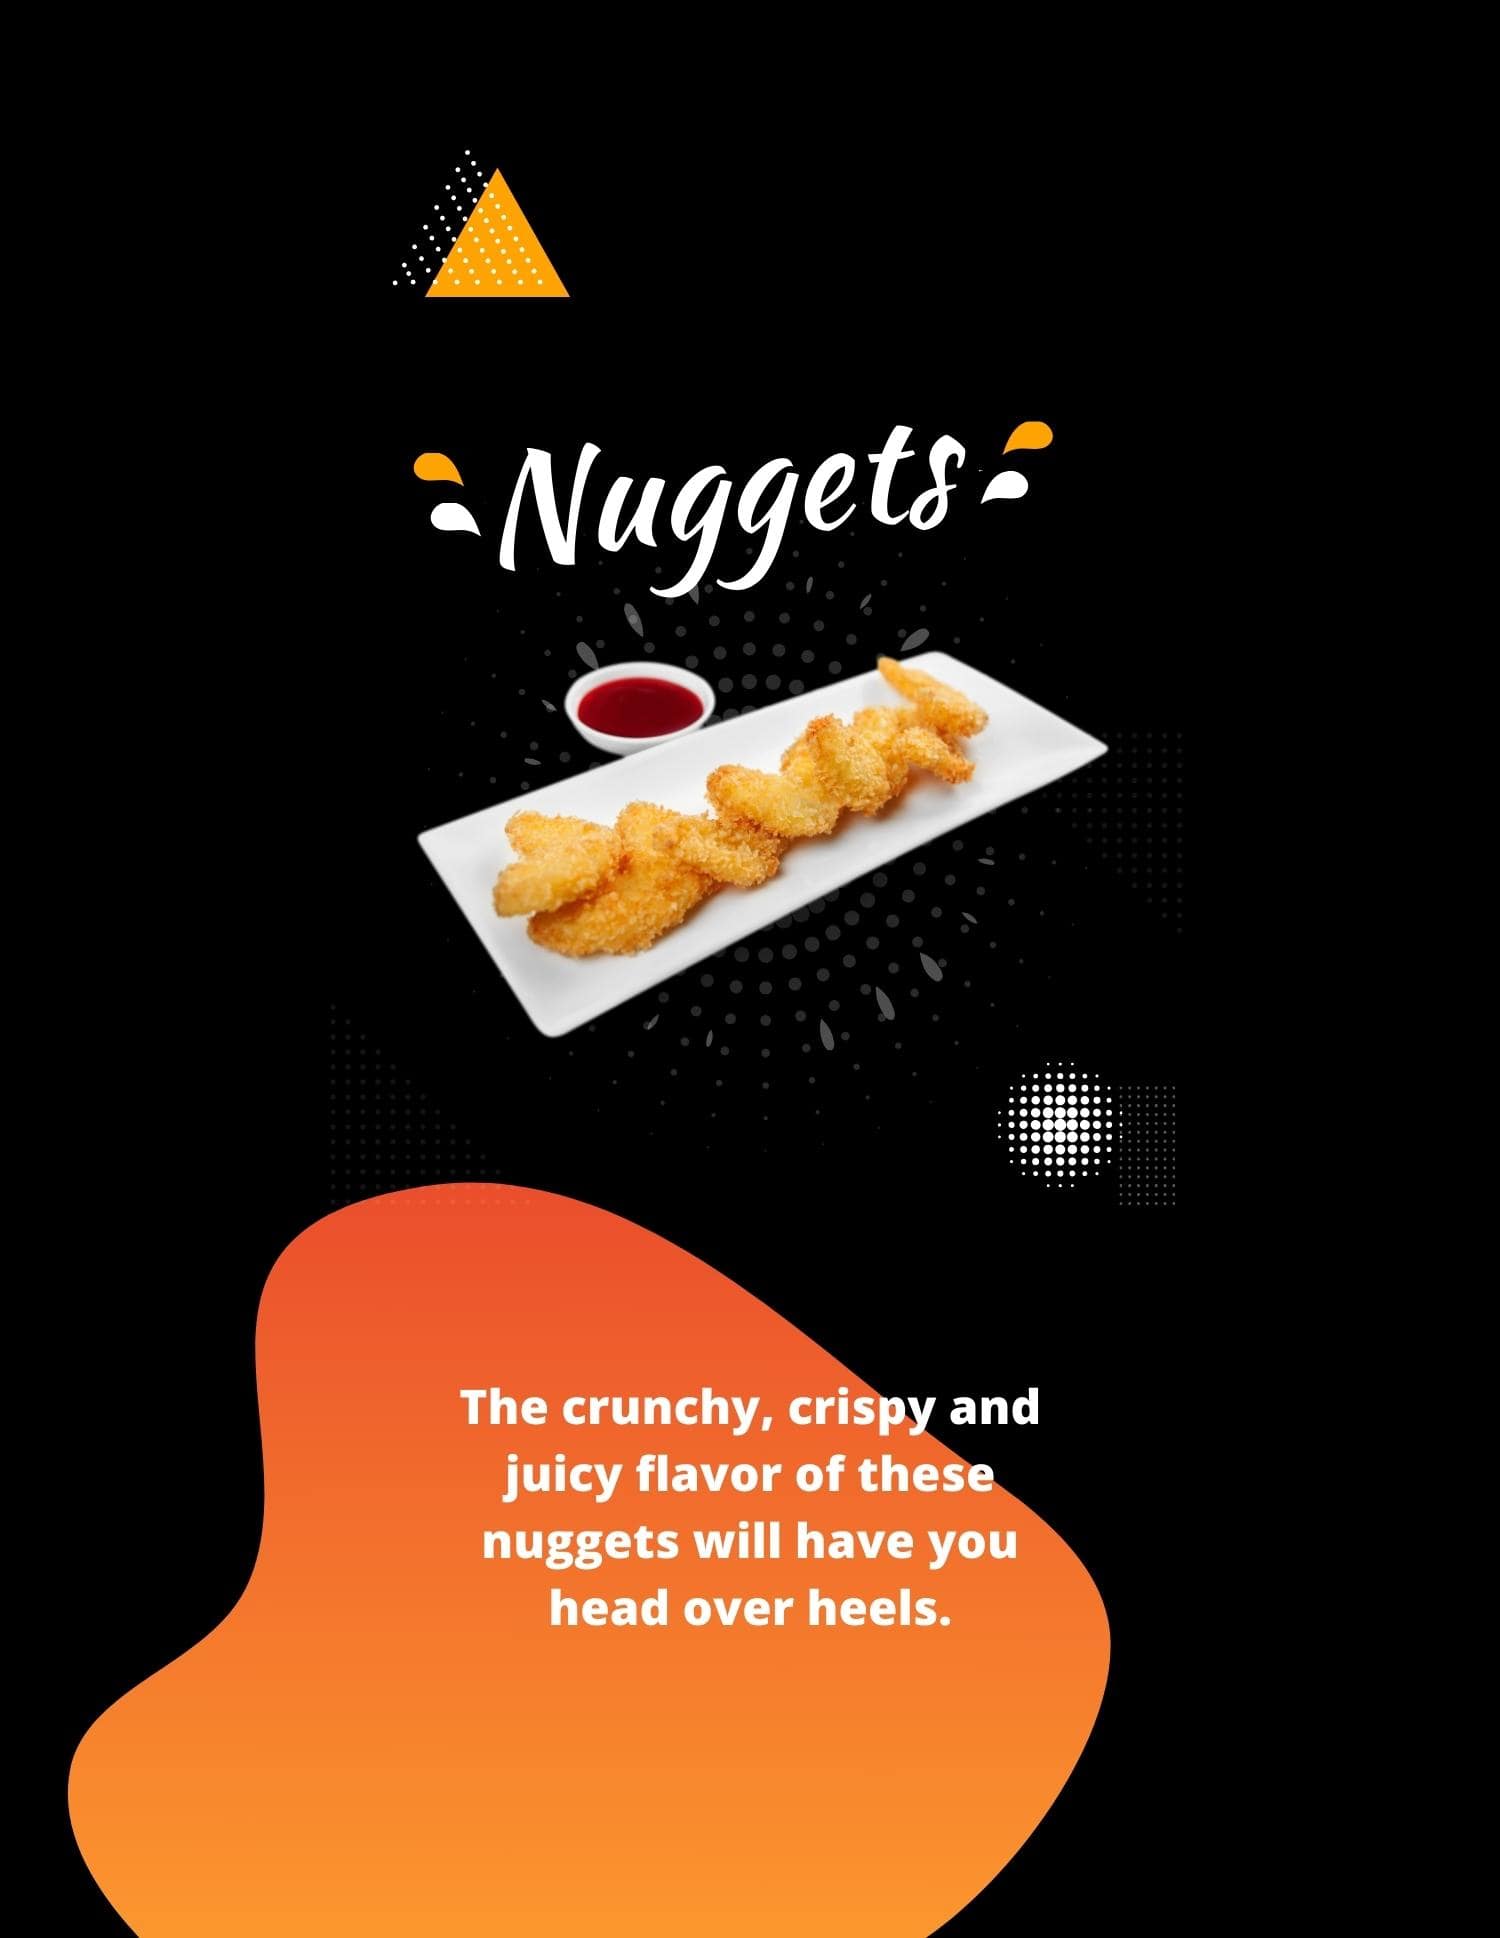 Nuggets
The crunchy, crispy and
juicy flavor of these
nuggets will have you
head over heels.